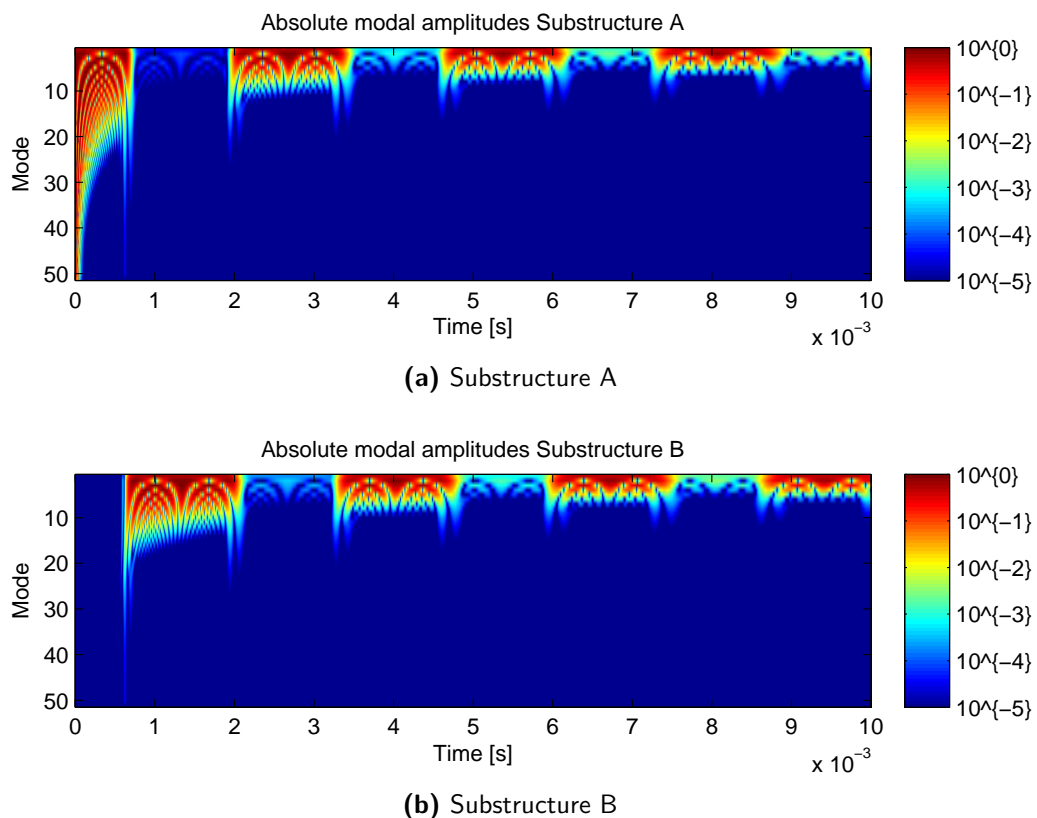 Absolute modal amplitudes Substructure A
Mode
10
20
30
40
50
0 1 2 3 4 5 6 7 8 9 10
Time [s]
x 10^-3
10^{0}
10^{−1}
10^{−2}
10^{−3}
10^{−4}
10^{−5}
(a) Substructure A
Absolute modal amplitudes Substructure B
Mode
10
20
30
40
50
0 1 2 3 4 5 6 7 8 9 10
Time [s]
x 10^-3
10^{0}
10^{−1}
10^{−2}
10^{−3}
10^{−4}
10^{−5}
(b) Substructure B